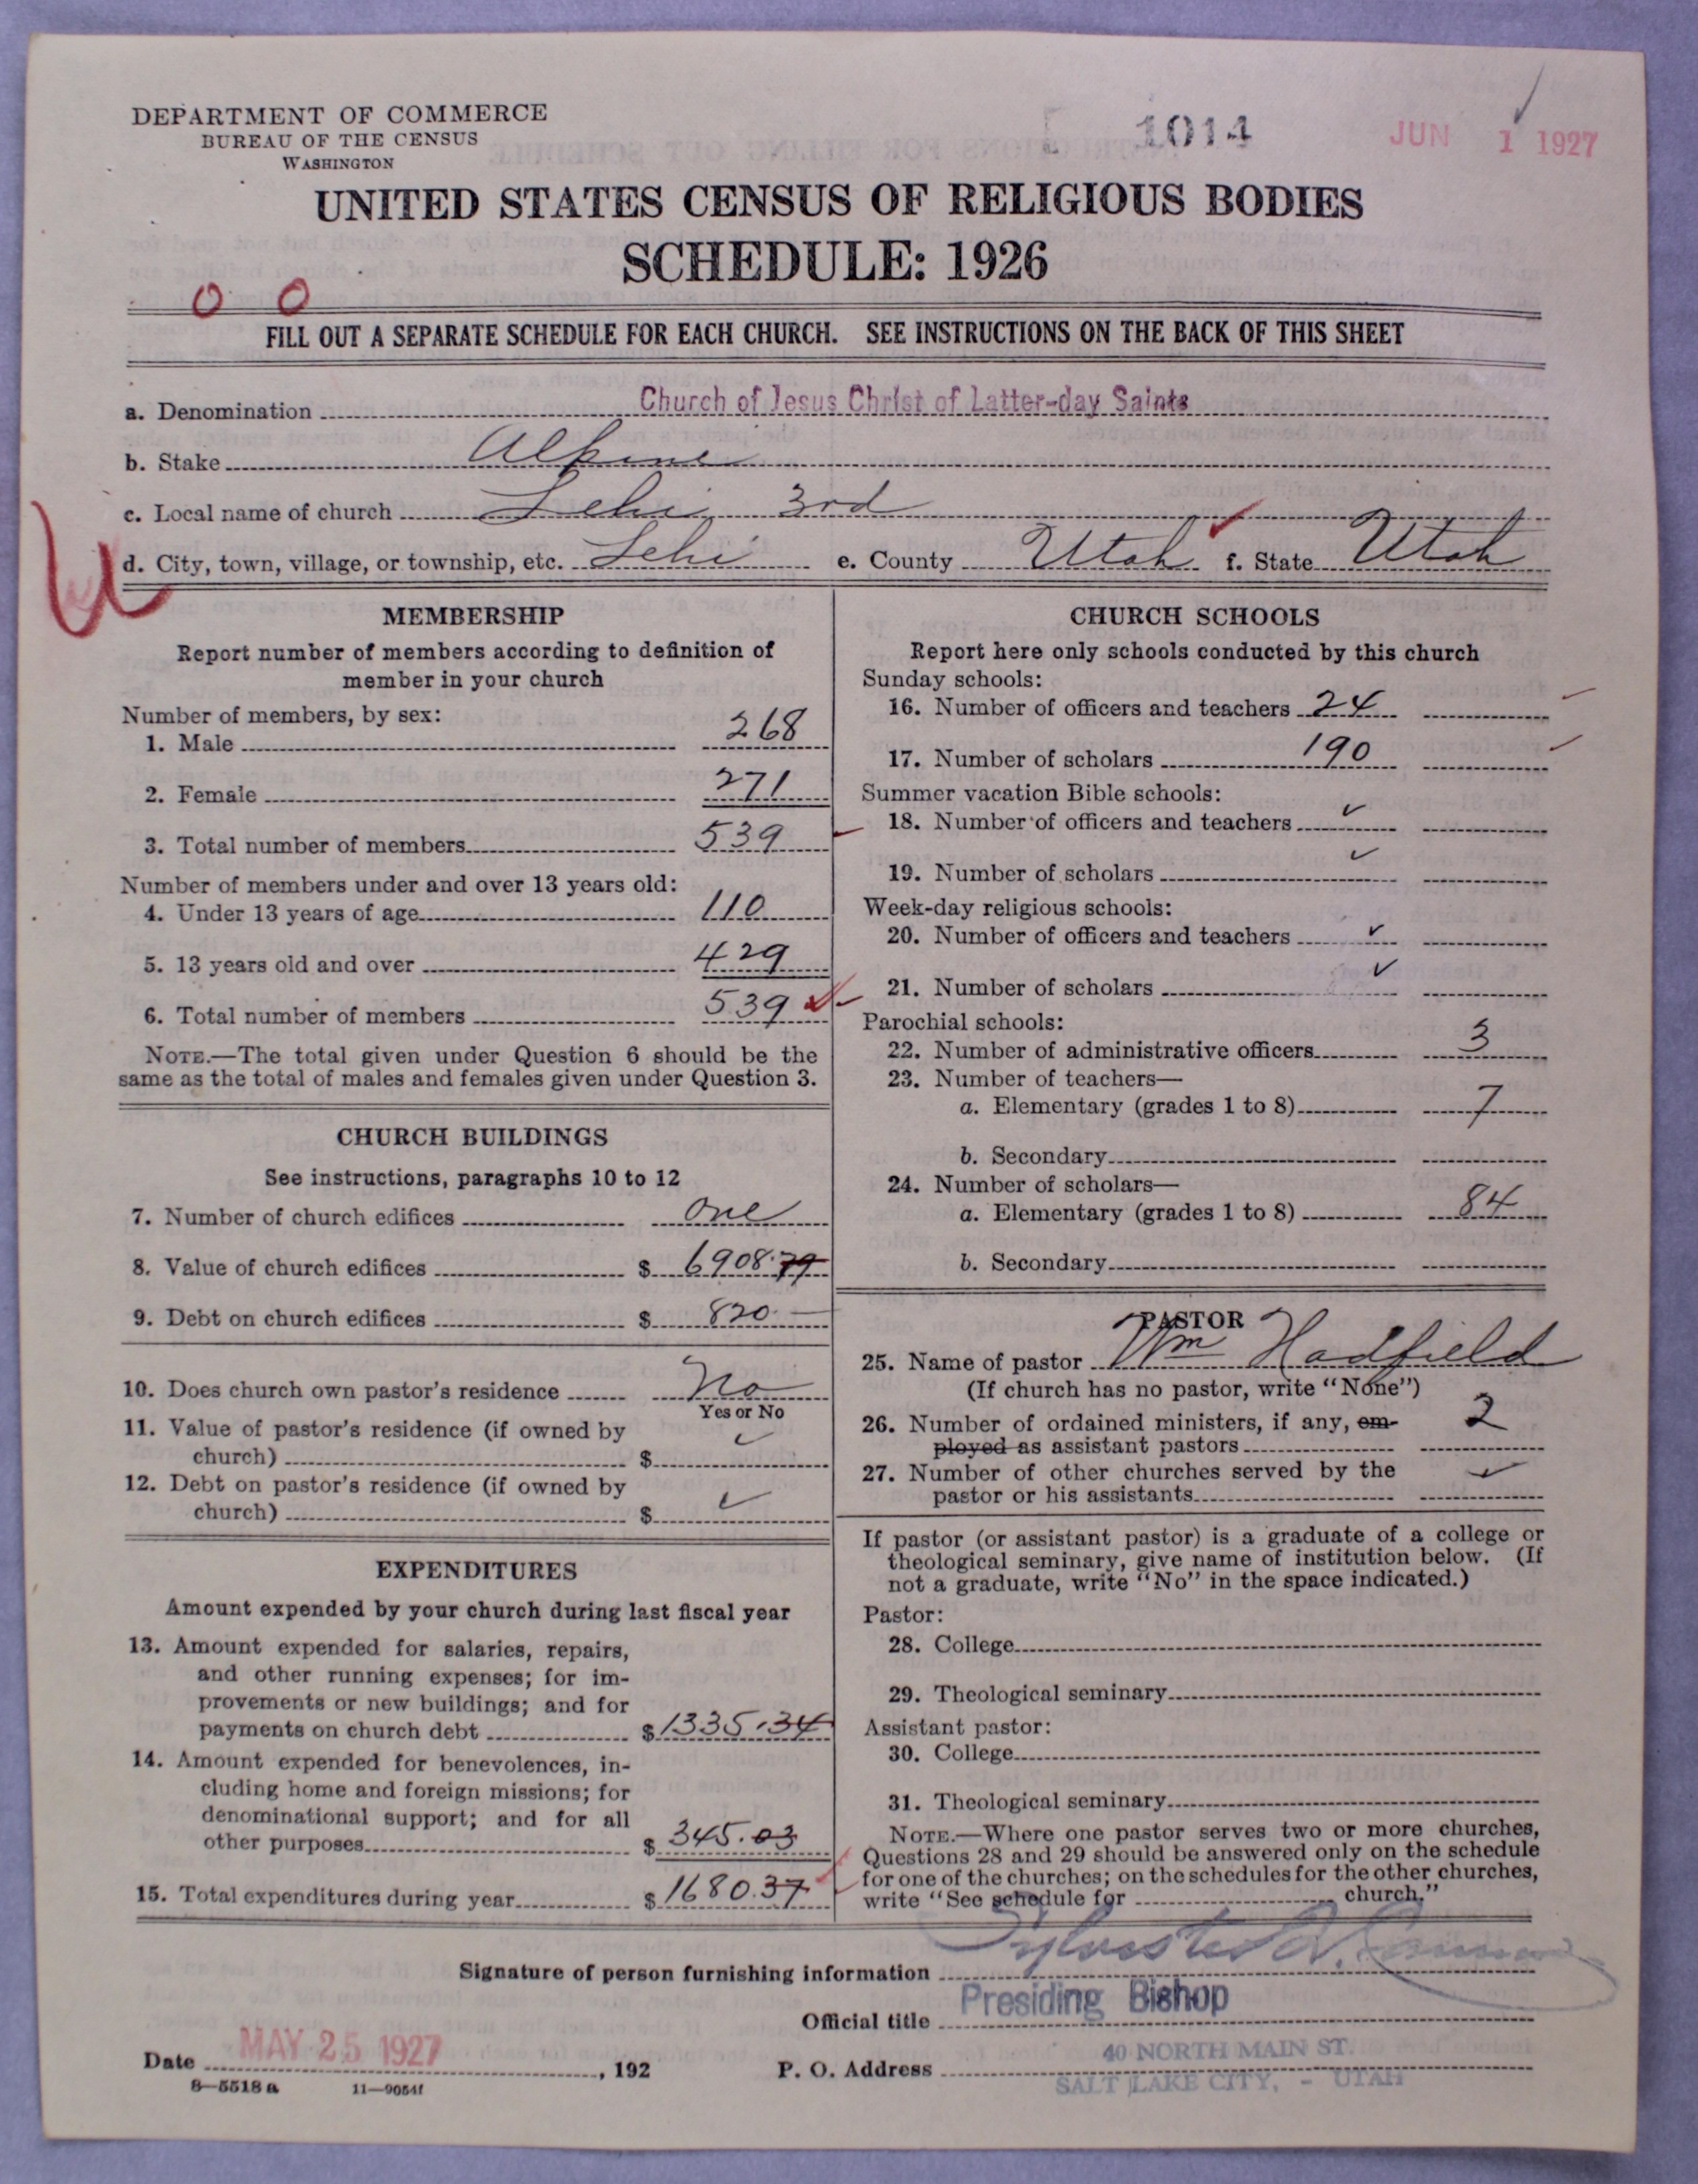 DEPARTMENT OF COMMERCE
BUREAU OF THE CENSUS
WASHINGTON
1014
JUN 1 1927
UNITED STATES CENSUS OF RELIGIOUS BODIES
SCHEDULE: 1926
O O
FILL OUT A SEPARATE SCHEDULE FOR EACH CHURCH. SEE INSTRUCTIONS ON THE BACK OF THIS SHEET
a. Denomination Church of Jesus Christ of Latter-day Saints
b. Stake Alpine
c. Local name of church Lehi 3rd
d. City, town, village, or township, etc. Lehi e. County Utah f. State Utah
MEMBERSHIP
Report number of members according to definition of
member in your church
Number of members, by sex:
1. Male 268
2. Female 271
3. Total number of members 539
Number of members under and over 13 years old:
4. Under 13 years of age 110
5. 13 years old and over 429
6. Total number of members 539
NOTE.—The total given under Question 6 should be the
same as the total of males and females given under Question 3.
CHURCH BUILDINGS
See instructions, paragraphs 10 to 12
7. Number of church edifices one
8. Value of church edifices $ 6908.79
9. Debt on church edifices $ 820.—
10. Does church own pastor's residence No
Yes or No
11. Value of pastor's residence (if owned by
church) $ ✓
12. Debt on pastor's residence (if owned by
church) $ ✓
EXPENDITURES
Amount expended by your church during last fiscal year
13. Amount expended for salaries, repairs,
and other running expenses; for im-
provements or new buildings; and for
payments on church debt $ 1335.34
14. Amount expended for benevolences, in-
cluding home and foreign missions; for
denominational support; and for all
other purposes $ 345.03
15. Total expenditures during year $ 1680.37
CHURCH SCHOOLS
Report here only schools conducted by this church
Sunday schools:
16. Number of officers and teachers 24
17. Number of scholars 190
Summer vacation Bible schools:
18. Number of officers and teachers ✓
19. Number of scholars ✓
Week-day religious schools:
20. Number of officers and teachers ✓
21. Number of scholars ✓
Parochial schools:
22. Number of administrative officers 3
23. Number of teachers—
a. Elementary (grades 1 to 8) 7
b. Secondary
24. Number of scholars—
a. Elementary (grades 1 to 8) 84
b. Secondary
PASTOR
25. Name of pastor Wm Hadfield
(If church has no pastor, write "None")
26. Number of ordained ministers, if any, em- 2
ployed as assistant pastors
27. Number of other churches served by the ✓
pastor or his assistants
If pastor (or assistant pastor) is a graduate of a college or
theological seminary, give name of institution below. (If
not a graduate, write "No" in the space indicated.)
Pastor:
28. College
29. Theological seminary
Assistant pastor:
30. College
31. Theological seminary
NOTE.—Where one pastor serves two or more churches,
Questions 28 and 29 should be answered only on the schedule
for one of the churches; on the schedules for the other churches,
write "See schedule for church."
Signature of person furnishing information Sylvester Q. Cannon
Official title Presiding Bishop
Date MAY 25 1927, 192
P. O. Address 40 NORTH MAIN ST.
SALT LAKE CITY, - UTAH
8—5518a 11—9054f